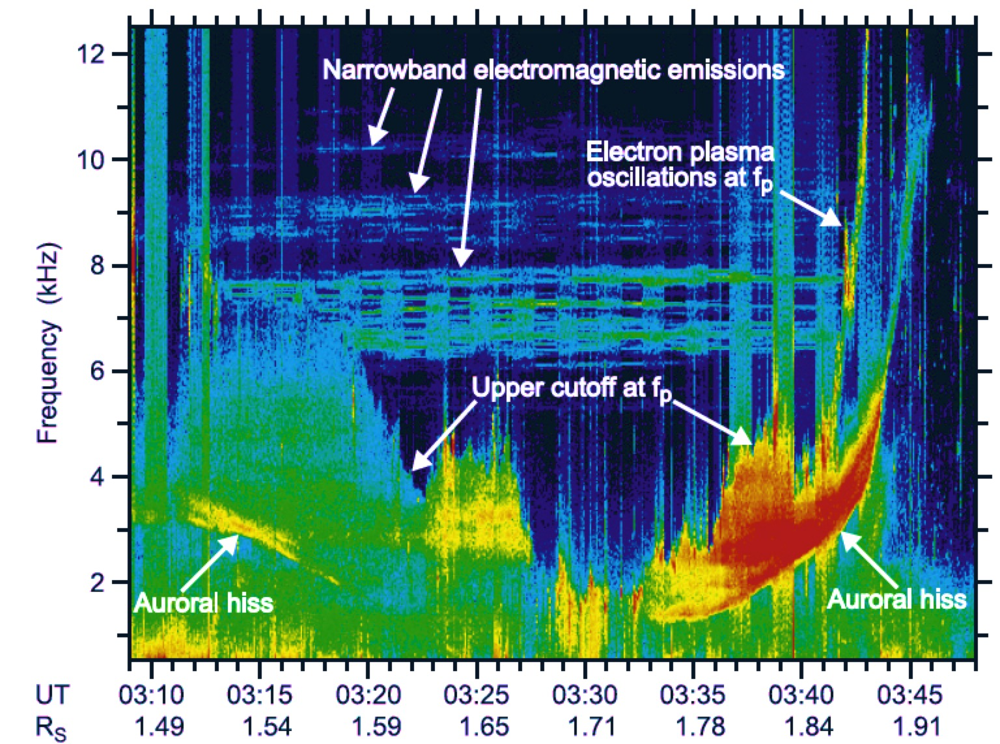 12
Narrowband electromagnetic emissions
10
Electron plasma
oscillations at fp
8
Frequency (kHz)
6
Upper cutoff at fp
4
2
Auroral hiss
Auroral hiss
UT 03:10 03:15 03:20 03:25 03:30 03:35 03:40 03:45
RS 1.49 1.54 1.59 1.65 1.71 1.78 1.84 1.91